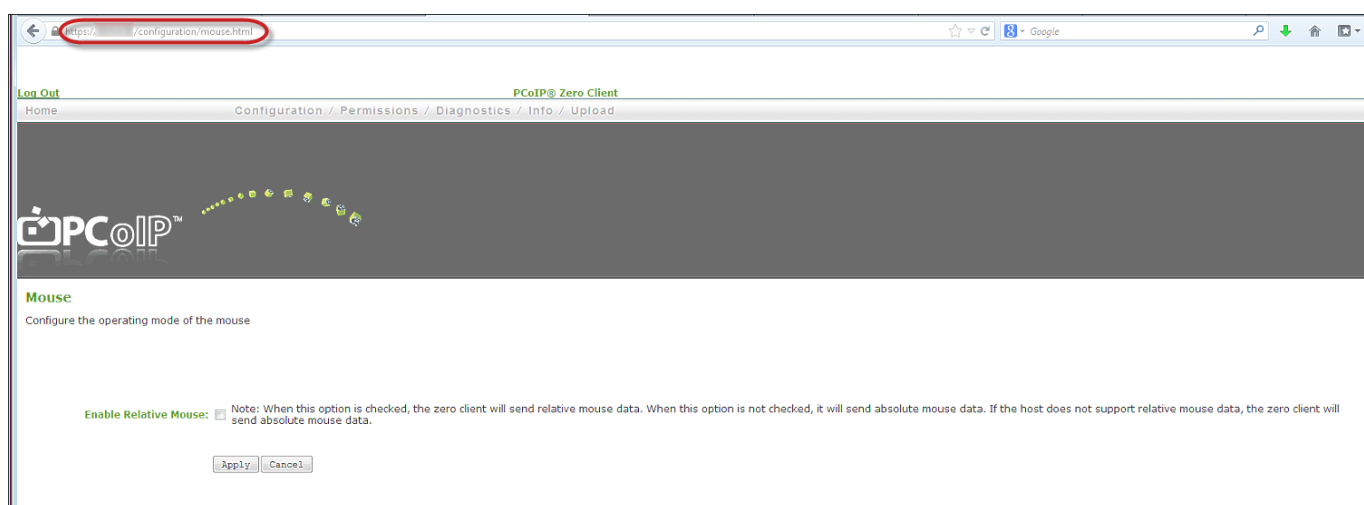 https:// /configuration/mouse.html
Google
Log Out
PCoIP® Zero Client
Home
Configuration / Permissions / Diagnostics / Info / Upload
PCoIP™
Mouse
Configure the operating mode of the mouse
Enable Relative Mouse:
Note: When this option is checked, the zero client will send relative mouse data. When this option is not checked, it will send absolute mouse data. If the host does not support relative mouse data, the zero client will
send absolute mouse data.
Apply Cancel